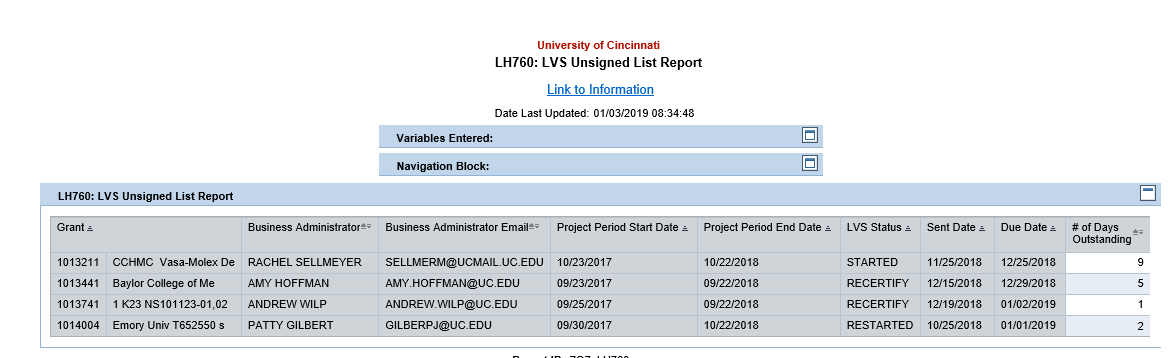 University of Cincinnati
LH760: LVS Unsigned List Report
Link to Information
Date Last Updated: 01/03/2019 08:34:48
Variables Entered:
Navigation Block:
LH760: LVS Unsigned List Report
Grant Business Administrator Business Administrator Email Project Period Start Date Project Period End Date LVS Status Sent Date Due Date # of Days Outstanding
1013211 CCHMC Vasa-Molex De RACHEL SELLMEYER SELLMERM@UCMAIL.UC.EDU 10/23/2017 10/22/2018 STARTED 11/25/2018 12/25/2018 9
1013441 Baylor College of Me AMY HOFFMAN AMY.HOFFMAN@UC.EDU 09/23/2017 09/22/2018 RECERTIFY 12/15/2018 12/29/2018 5
1013741 1 K23 NS101123-01,02 ANDREW WILP ANDREW.WILP@UC.EDU 09/25/2017 09/22/2018 RECERTIFY 12/19/2018 01/02/2019 1
1014004 Emory Univ T652550 s PATTY GILBERT GILBERPJ@UC.EDU 09/30/2017 10/22/2018 RESTARTED 10/25/2018 01/01/2019 2